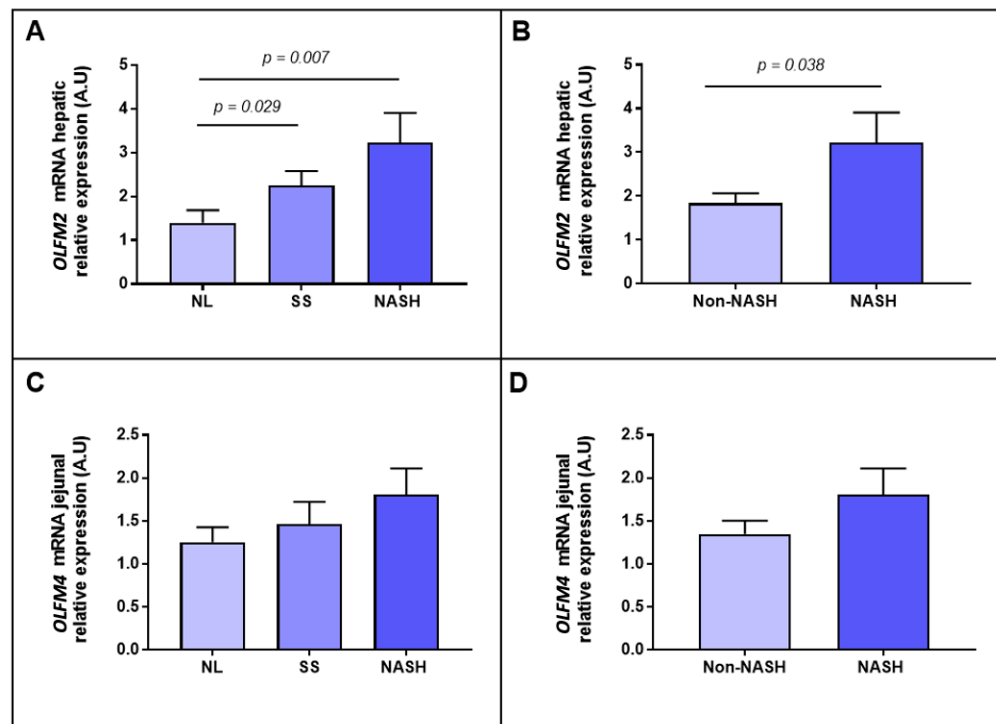 A
OLFM2 mRNA hepatic
relative expression (A.U)
5
4
3
2
1
0
p = 0.007
p = 0.029
NL SS NASH
B
OLFM2 mRNA hepatic
relative expression (A.U)
5
4
3
2
1
0
p = 0.038
Non-NASH NASH
C
OLFM4 mRNA jejunal
relative expression (A.U)
2.5
2.0
1.5
1.0
0.5
0.0
NL SS NASH
D
OLFM4 mRNA jejunal
relative expression (A.U)
2.5
2.0
1.5
1.0
0.5
0.0
Non-NASH NASH